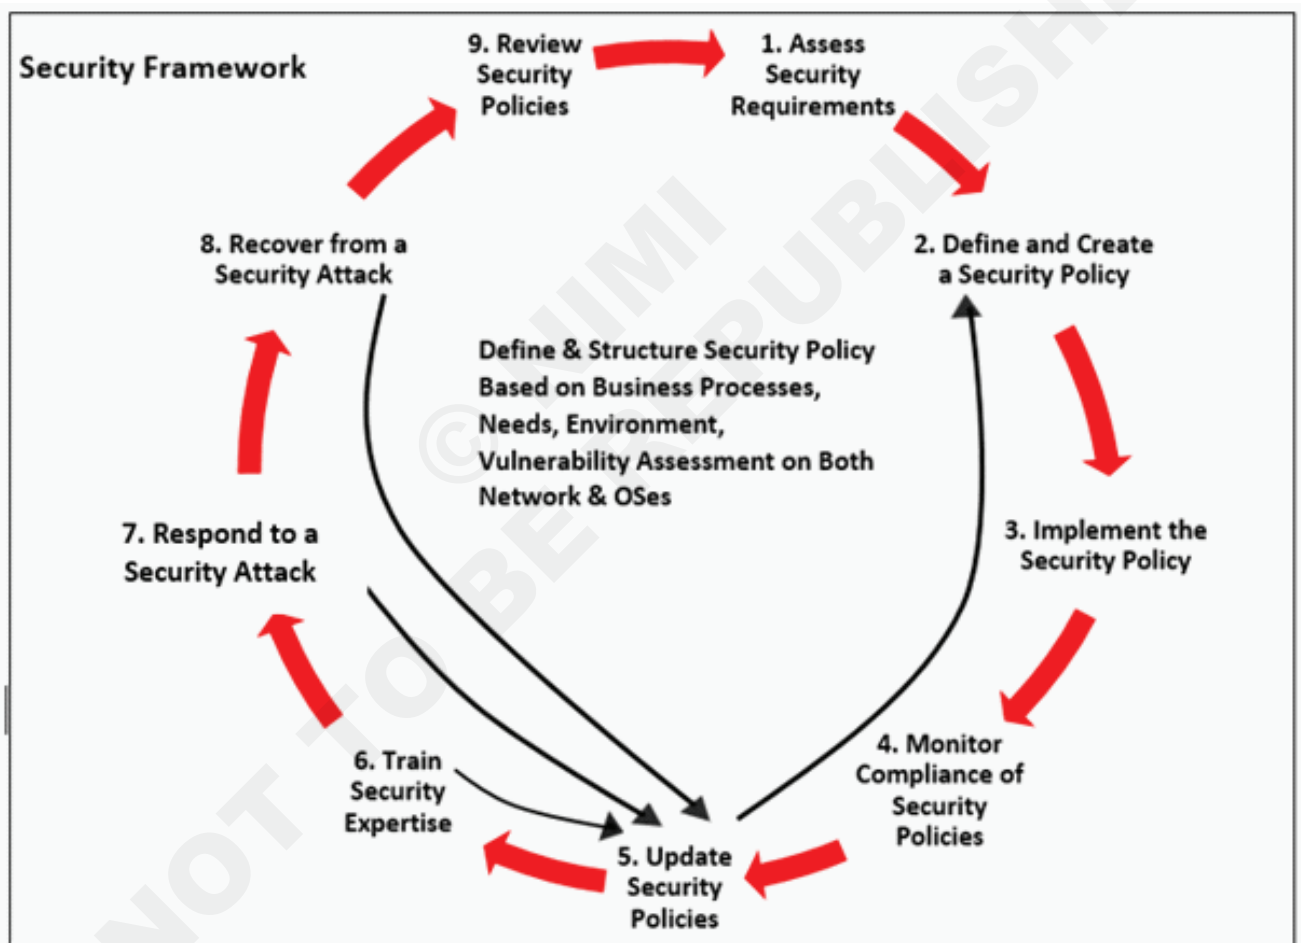 Security Framework
9. Review
Security
Policies
1. Assess
Security
Requirements
2. Define and Create
a Security Policy
3. Implement the
Security Policy
4. Monitor
Compliance of
Security
Policies
5. Update
Security
Policies
6. Train
Security
Expertise
7. Respond to a
Security Attack
8. Recover from a
Security Attack
Define & Structure Security Policy
Based on Business Processes,
Needs, Environment,
Vulnerability Assessment on Both
Network & OSes
© NIMI
NOT TO BE REPUBLISH